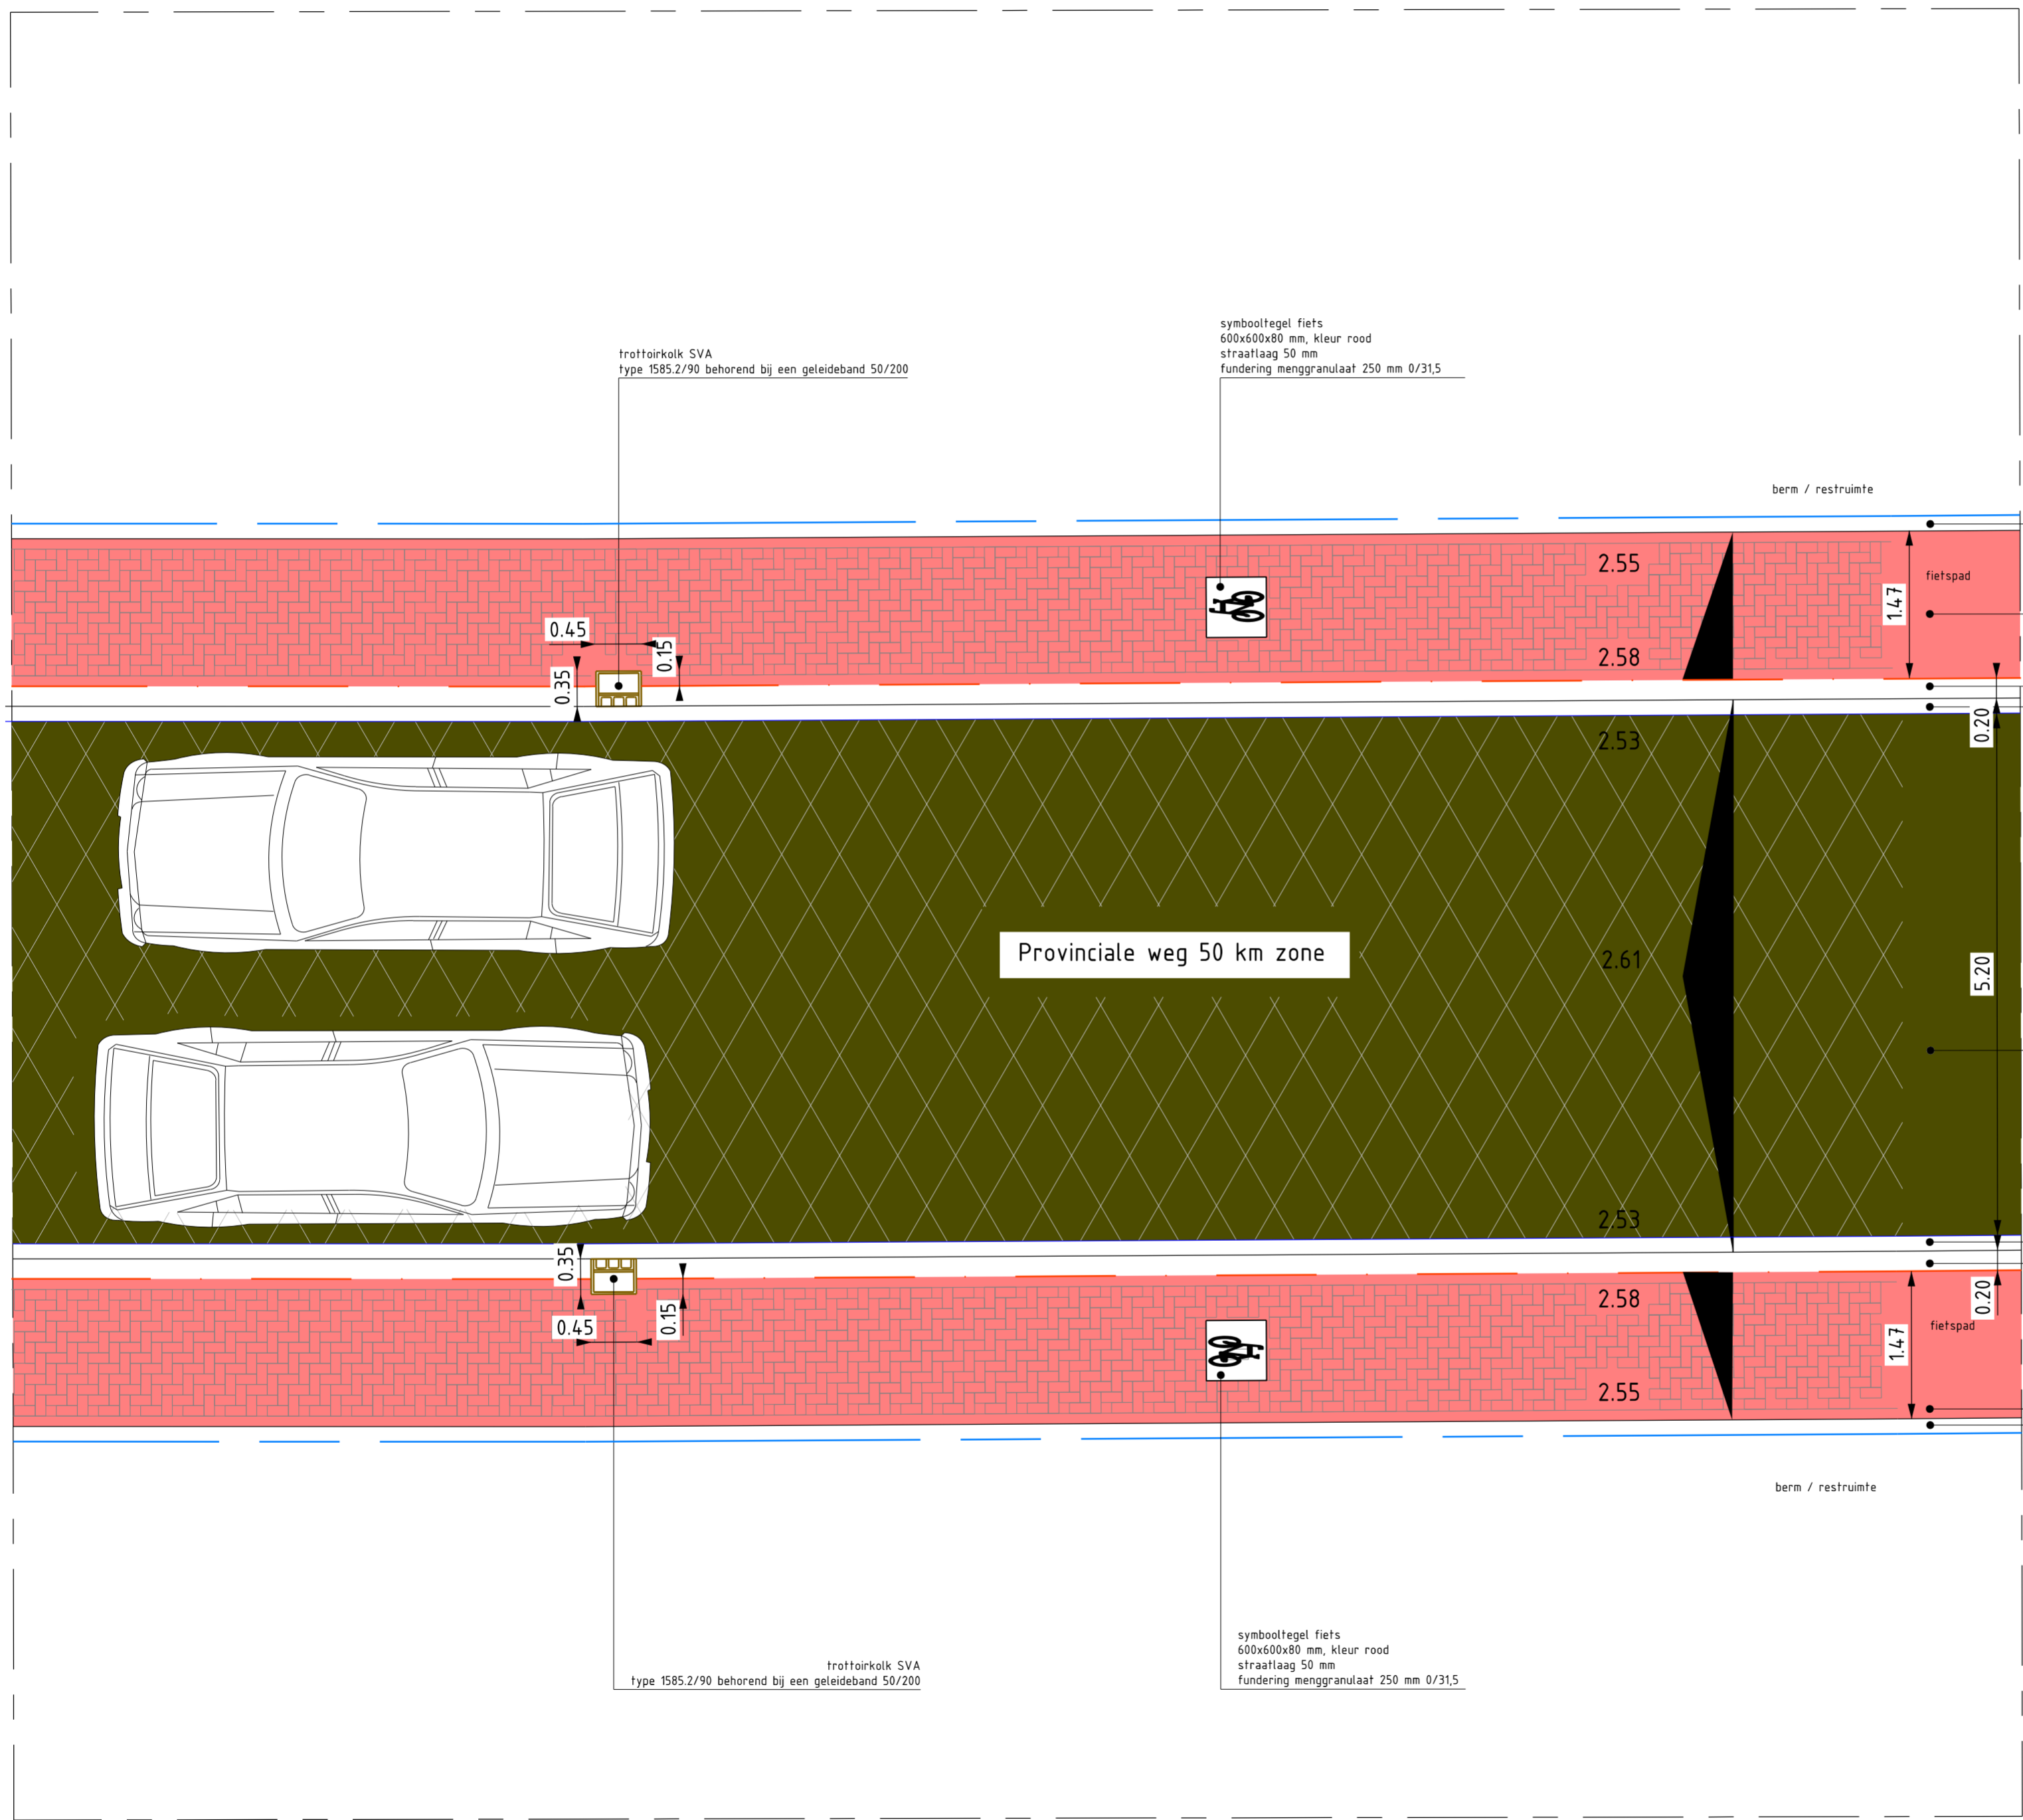 symbooltegel fiets
600x600x80 mm, kleur rood
straatlaag 50 mm
fundering menggranulaat 250 mm 0/31,5
trottoirkolk SVA
type 1585.2/90 behorend bij een geleideband 50/200
berm / restruimte
2.55
fietspad
1.47
0.45
0.15
2.58
0.35
0.20
2.53
Provinciale weg 50 km zone
2.61
5.20
2.53
0.35
2.58
0.20
0.15
0.45
fietspad
1.47
2.55
berm / restruimte
symbooltegel fiets
600x600x80 mm, kleur rood
straatlaag 50 mm
fundering menggranulaat 250 mm 0/31,5
trottoirkolk SVA
type 1585.2/90 behorend bij een geleideband 50/200